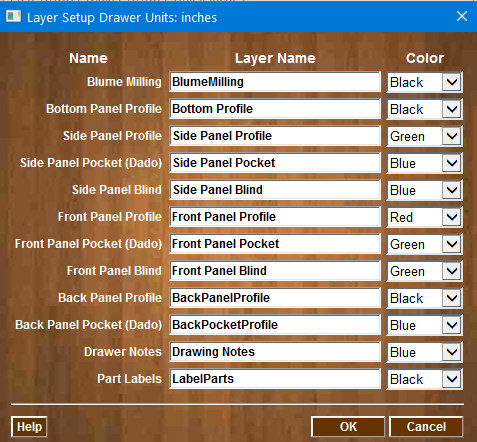 Layer Setup Drawer Units: inches
Name Layer Name Color
Blume Milling BlumeMilling Black
Bottom Panel Profile Bottom Profile Black
Side Panel Profile Side Panel Profile Green
Side Panel Pocket (Dado) Side Panel Pocket Blue
Side Panel Blind Side Panel Blind Blue
Front Panel Profile Front Panel Profile Red
Front Panel Pocket (Dado) Front Panel Pocket Green
Front Panel Blind Front Panel Blind Green
Back Panel Profile BackPanelProfile Black
Back Panel Pocket (Dado) BackPocketProfile Blue
Drawer Notes Drawing Notes Blue
Part Labels LabelParts Black
Help OK Cancel